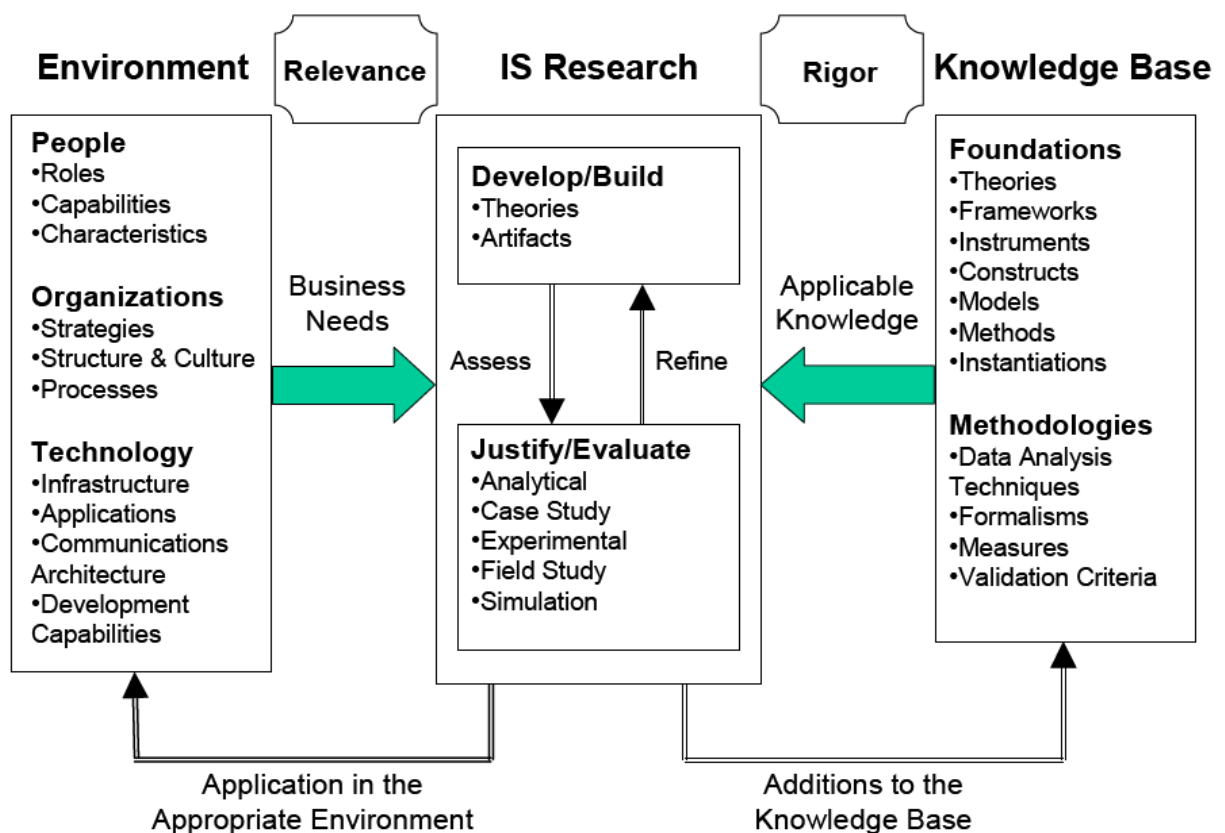 Environment
Relevance
IS Research
Rigor
Knowledge Base
People
•Roles
•Capabilities
•Characteristics
Organizations
•Strategies
•Structure & Culture
•Processes
Technology
•Infrastructure
•Applications
•Communications
Architecture
•Development
Capabilities
Business
Needs
Develop/Build
•Theories
•Artifacts
Assess
Refine
Justify/Evaluate
•Analytical
•Case Study
•Experimental
•Field Study
•Simulation
Applicable
Knowledge
Foundations
•Theories
•Frameworks
•Instruments
•Constructs
•Models
•Methods
•Instantiations
Methodologies
•Data Analysis
Techniques
•Formalisms
•Measures
•Validation Criteria
Application in the
Appropriate Environment
Additions to the
Knowledge Base